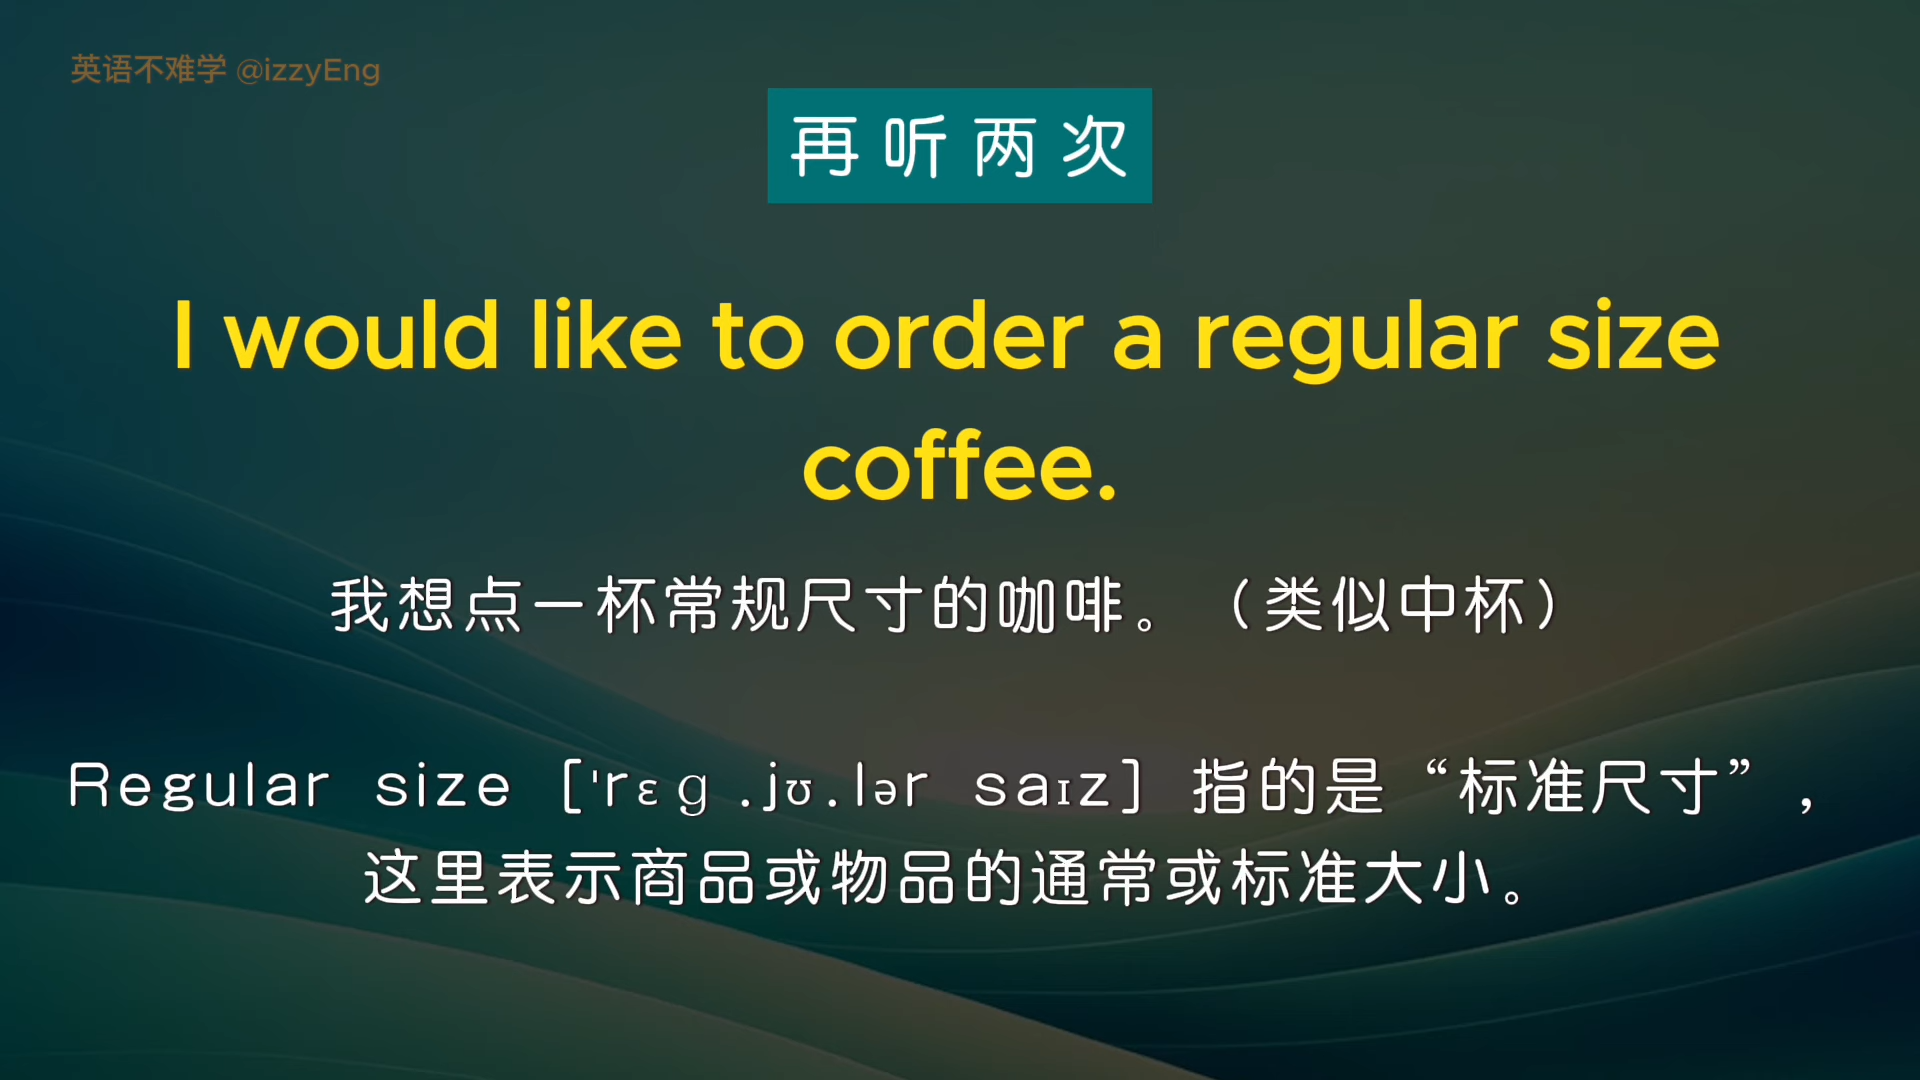 英语不难学 @izzyEng
再听两次
I would like to order a regular size
coffee.
我想点一杯常规尺寸的咖啡。（类似中杯）
Regular size [ˈrɛɡ.jʊ.lər saɪz] 指的是“标准尺寸”，
这里表示商品或物品的通常或标准大小。